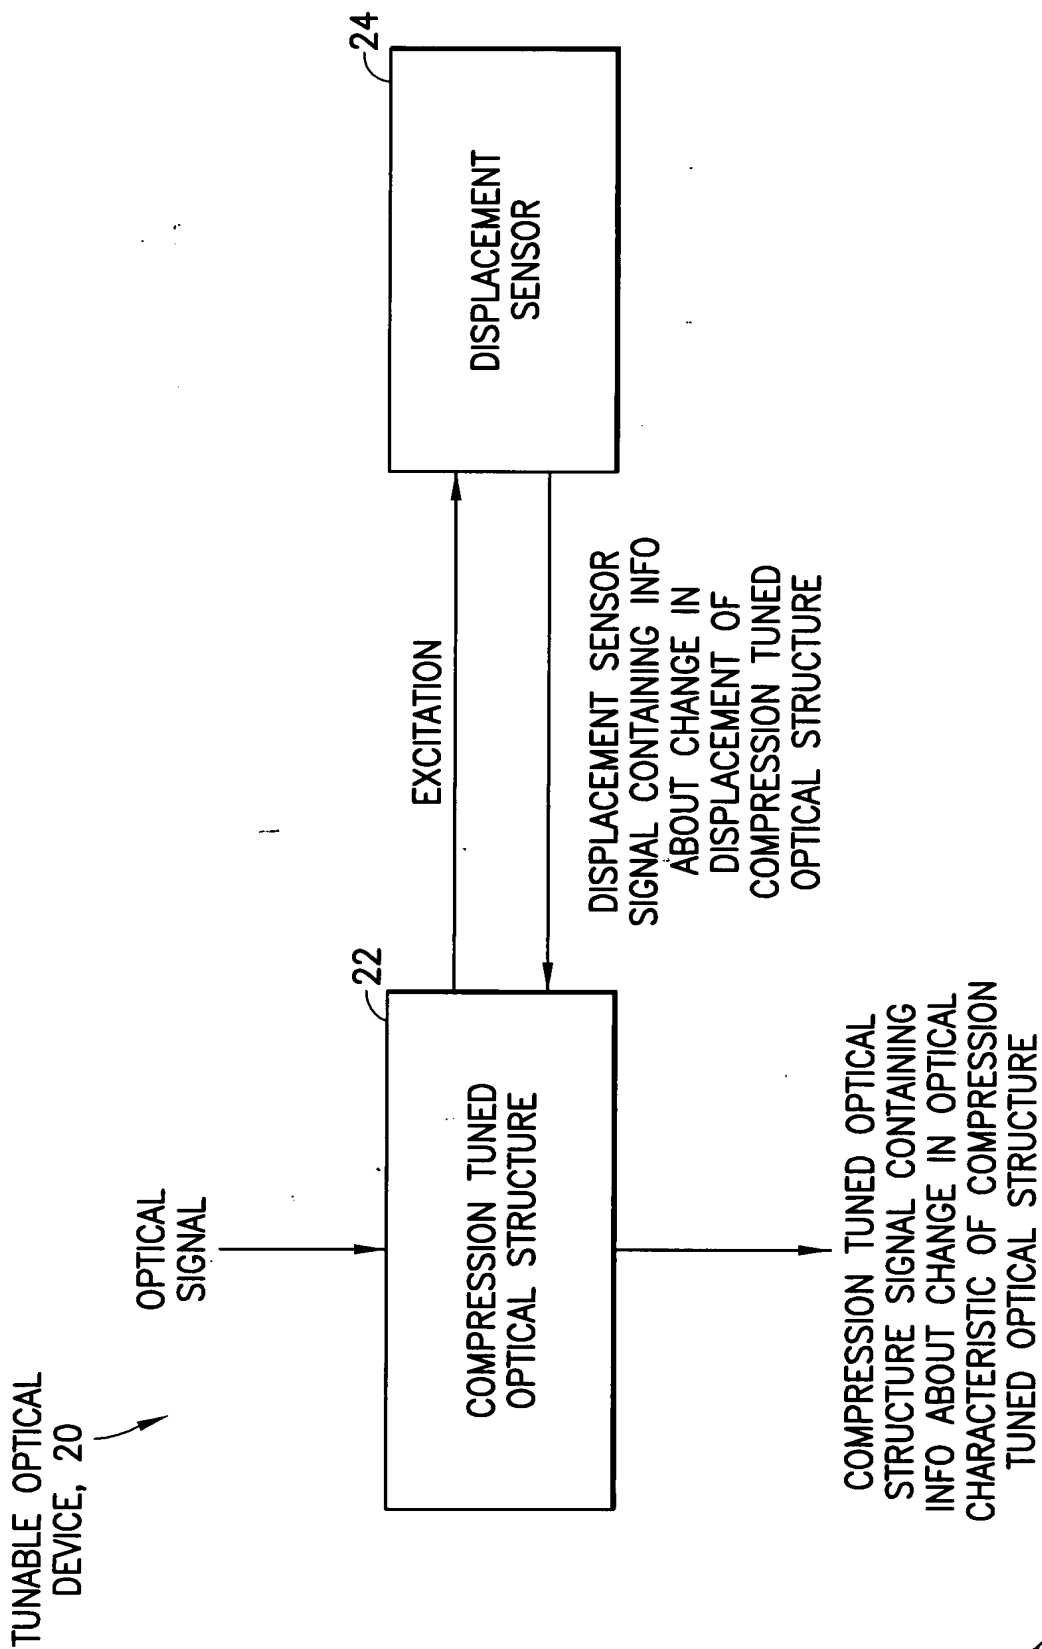 TUNABLE OPTICAL
DEVICE, 20
OPTICAL
SIGNAL
22
COMPRESSION TUNED
OPTICAL STRUCTURE
EXCITATION
24
DISPLACEMENT
SENSOR
DISPLACEMENT SENSOR
SIGNAL CONTAINING INFO
ABOUT CHANGE IN
DISPLACEMENT OF
COMPRESSION TUNED
OPTICAL STRUCTURE
COMPRESSION TUNED OPTICAL
STRUCTURE SIGNAL CONTAINING
INFO ABOUT CHANGE IN OPTICAL
CHARACTERISTIC OF COMPRESSION
TUNED OPTICAL STRUCTURE